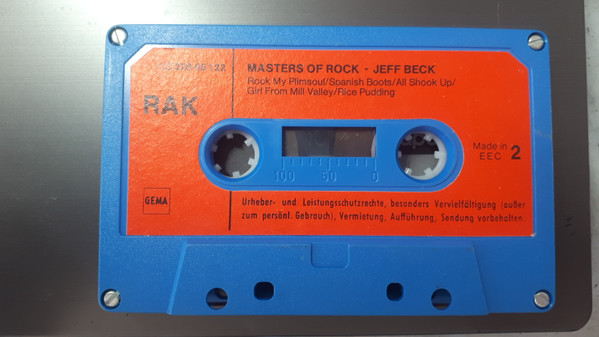 MASTERS OF ROCK - JEFF BECK
Rock My Plimsoul/Spanish Boots/All Shook Up/
Girl From Mill Valley/Rice Pudding
RAK
Made in
EEC 2
100 50 0
GEMA
Urheber- und Leistungsschutzrechte, besonders Vervielfältigung (außer
zum persönl. Gebrauch), Vermietung, Aufführung, Sendung vorbehalten.